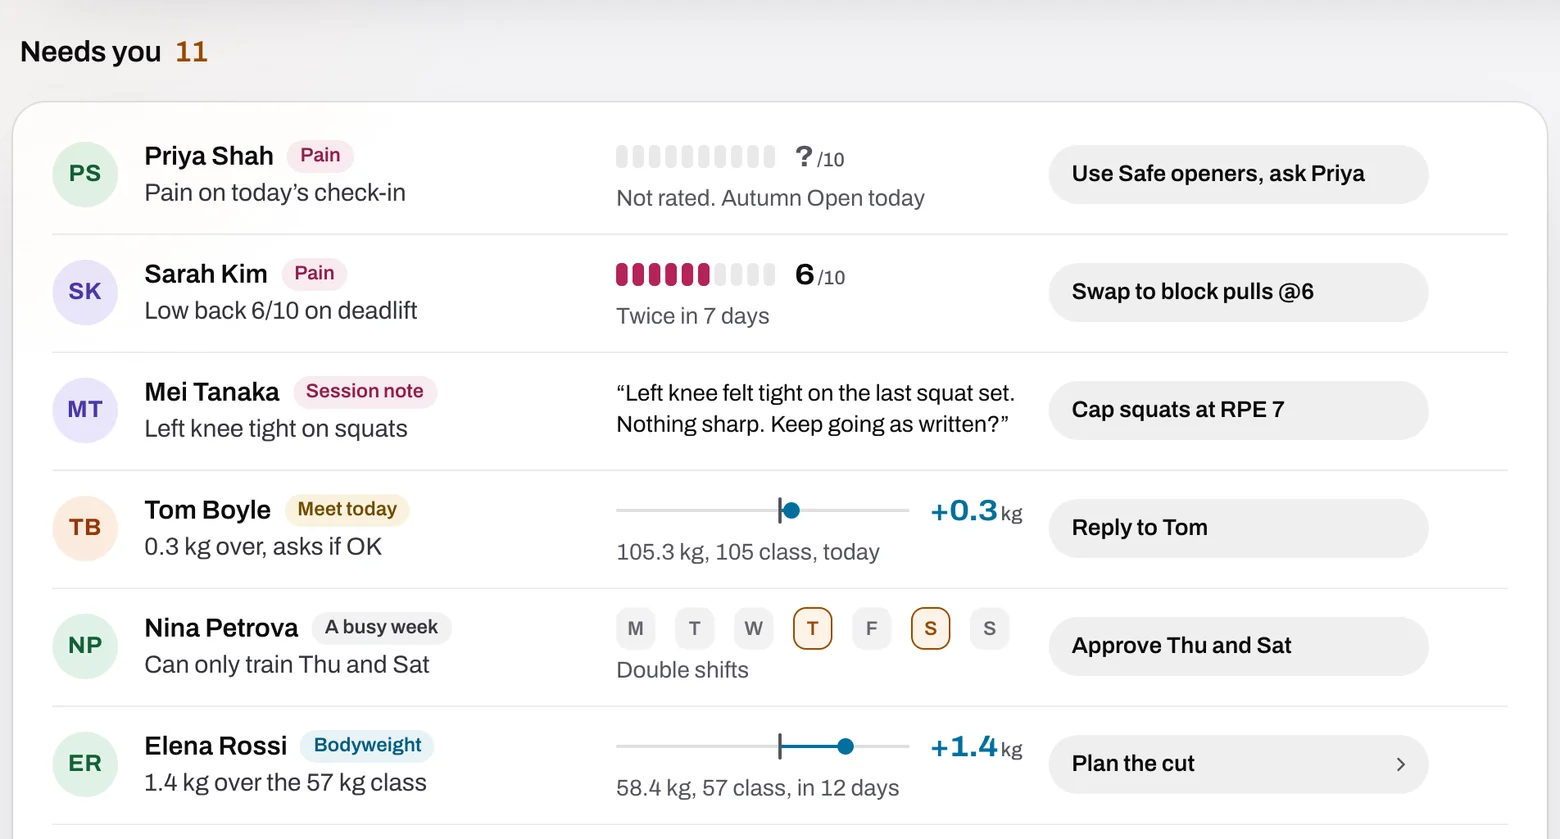 Needs you 11
PS
Priya Shah Pain
Pain on today’s check-in
? /10
Not rated. Autumn Open today
Use Safe openers, ask Priya
SK
Sarah Kim Pain
Low back 6/10 on deadlift
6 /10
Twice in 7 days
Swap to block pulls @6
MT
Mei Tanaka Session note
Left knee tight on squats
“Left knee felt tight on the last squat set.
Nothing sharp. Keep going as written?”
Cap squats at RPE 7
TB
Tom Boyle Meet today
0.3 kg over, asks if OK
+0.3 kg
105.3 kg, 105 class, today
Reply to Tom
NP
Nina Petrova A busy week
Can only train Thu and Sat
M T W T F S S
Double shifts
Approve Thu and Sat
ER
Elena Rossi Bodyweight
1.4 kg over the 57 kg class
+1.4 kg
58.4 kg, 57 class, in 12 days
Plan the cut